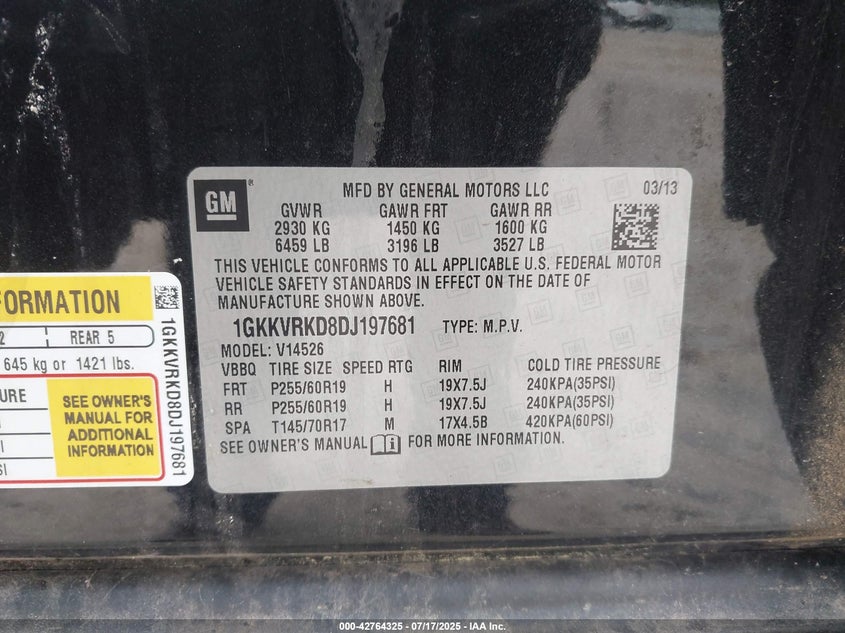 GM ®
MFD BY GENERAL MOTORS LLC 03/13
GVWR GAWR FRT GAWR RR
2930 KG 1450 KG 1600 KG
6459 LB 3196 LB 3527 LB
THIS VEHICLE CONFORMS TO ALL APPLICABLE U.S. FEDERAL MOTOR
VEHICLE SAFETY STANDARDS IN EFFECT ON THE DATE OF
MANUFACTURE SHOWN ABOVE.
1GKKVRKD8DJ197681 TYPE: M.P.V.
MODEL: V14526
VBBQ TIRE SIZE SPEED RTG RIM COLD TIRE PRESSURE
FRT P255/60R19 H 19X7.5J 240KPA(35PSI)
RR P255/60R19 H 19X7.5J 240KPA(35PSI)
SPA T145/70R17 M 17X4.5B 420KPA(60PSI)
SEE OWNER'S MANUAL i FOR MORE INFORMATION.
FORMATION
2 REAR 5
645 kg or 1421 lbs.
URE
SEE OWNER'S
MANUAL FOR
ADDITIONAL
INFORMATION
SI
1GKKVRKD8DJ197681
000-42764325 - 07/17/2025 - IAA Inc.